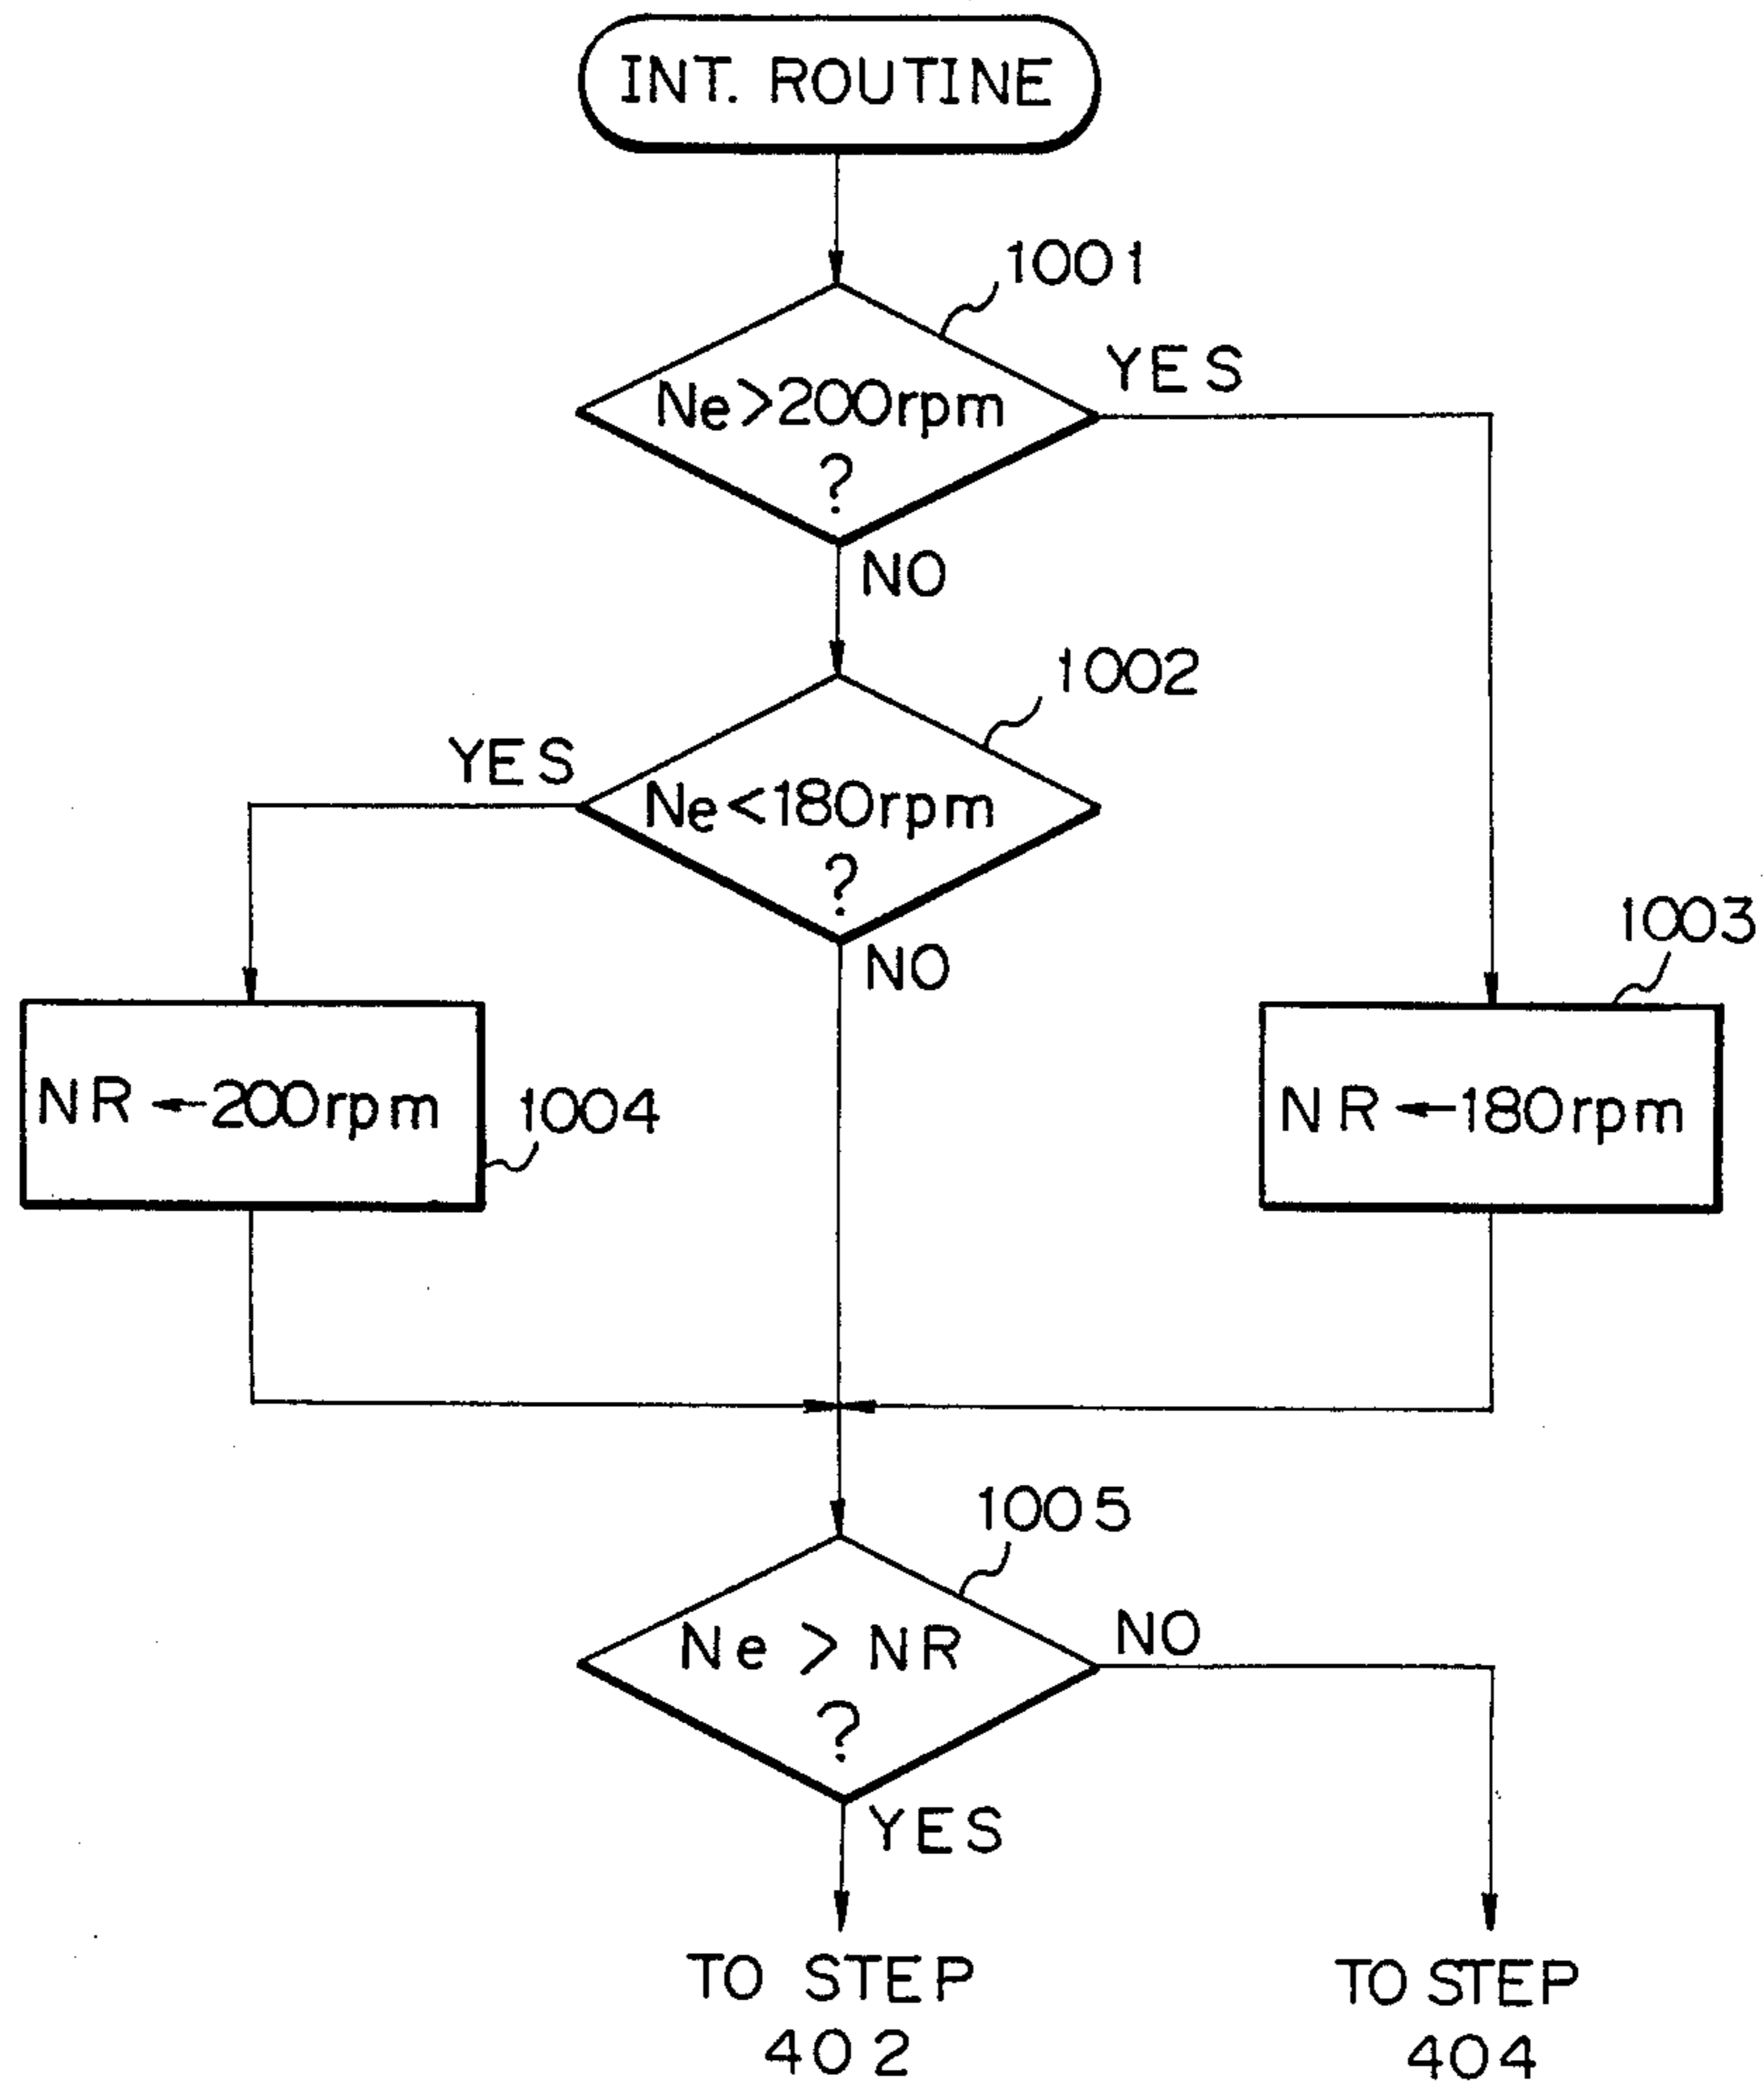 INT. ROUTINE
1001
Ne>200rpm
?
YES
NO
1002
YES
Ne<180rpm
?
NO
1003
NR←200rpm
1004
NR←180rpm
1005
Ne > NR
?
NO
YES
TO STEP
402
TO STEP
404